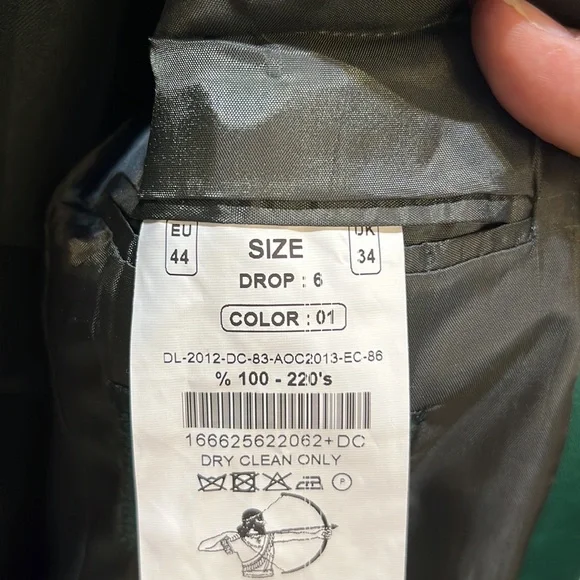 EU SIZE UK
44 34
DROP : 6
COLOR : 01
DL-2012-DC-83-AOC2013-EC-86
% 100 - 220's
166625622062+DC
DRY CLEAN ONLY
P